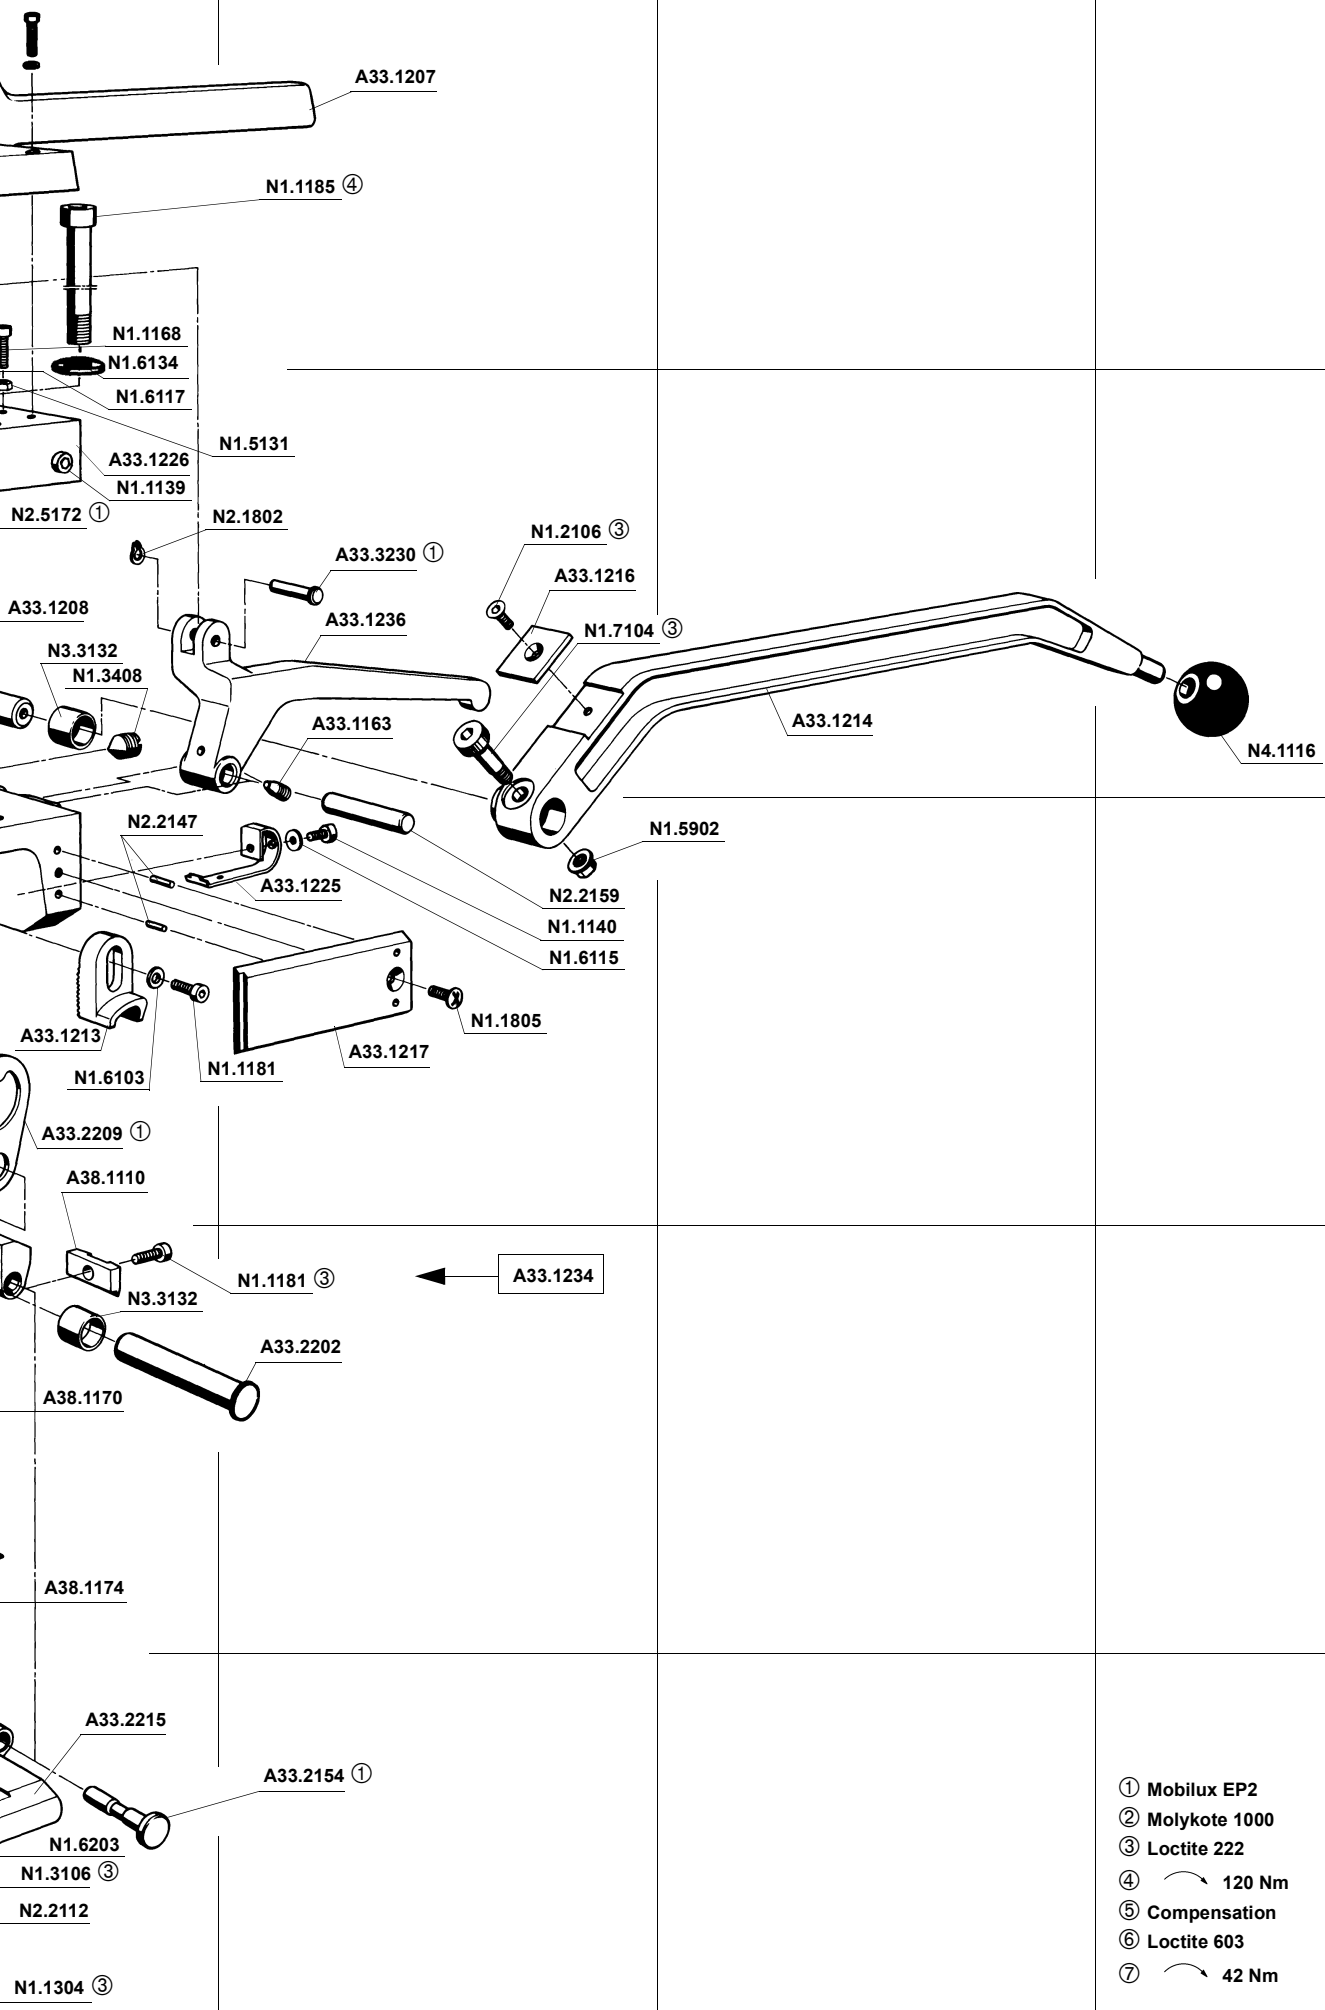 A33.1207
N1.1185 ④
N1.1168
N1.6134
N1.6117
N1.5131
A33.1226
N1.1139
N2.5172 ①
N2.1802
N1.2106 ③
A33.3230 ①
A33.1216
A33.1208
A33.1236
N1.7104 ③
N3.3132
N1.3408
A33.1163
A33.1214
N4.1116
N2.2147
N1.5902
A33.1225
N2.2159
N1.1140
N1.6115
N1.1805
A33.1213
A33.1217
N1.1181
N1.6103
A33.2209 ①
A38.1110
N1.1181 ③
A33.1234
N3.3132
A33.2202
A38.1170
A38.1174
A33.2215
A33.2154 ①
N1.6203
N1.3106 ③
N2.2112
N1.1304 ③
① Mobilux EP2
② Molykote 1000
③ Loctite 222
④ 120 Nm
⑤ Compensation
⑥ Loctite 603
⑦ 42 Nm